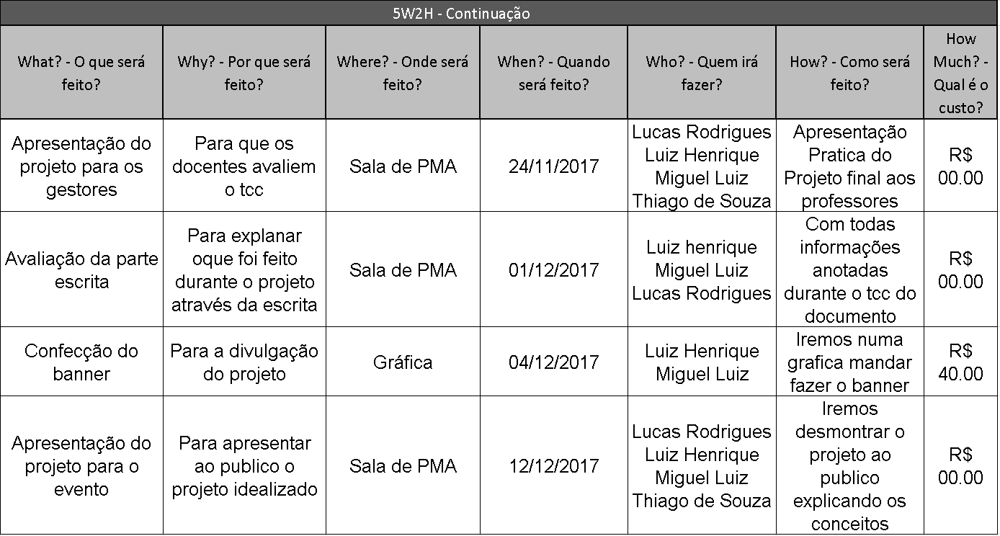 5W2H - Continuação
What? - O que será
feito?
Why? - Por que será
feito?
Where? - Onde será
feito?
When? - Quando
será feito?
Who? - Quem irá
fazer?
How? - Como será
feito?
How
Much? -
Qual é o
custo?
Apresentação do
projeto para os
gestores
Para que os
docentes avaliem
o tcc
Sala de PMA
24/11/2017
Lucas Rodrigues
Luiz Henrique
Miguel Luiz
Thiago de Souza
Apresentação
Pratica do
Projeto final aos
professores
R$
00.00
Avaliação da parte
escrita
Para explanar
oque foi feito
durante o projeto
através da escrita
Sala de PMA
01/12/2017
Luiz henrique
Miguel Luiz
Lucas Rodrigues
Com todas
informações
anotadas
durante o tcc do
documento
R$
00.00
Confecção do
banner
Para a divulgação
do projeto
Gráfica
04/12/2017
Luiz Henrique
Miguel Luiz
Iremos numa
grafica mandar
fazer o banner
R$
40.00
Apresentação do
projeto para o
evento
Para apresentar
ao publico o
projeto idealizado
Sala de PMA
12/12/2017
Lucas Rodrigues
Luiz Henrique
Miguel Luiz
Thiago de Souza
Iremos
desmontrar o
projeto ao
publico
explicando os
conceitos
R$
00.00